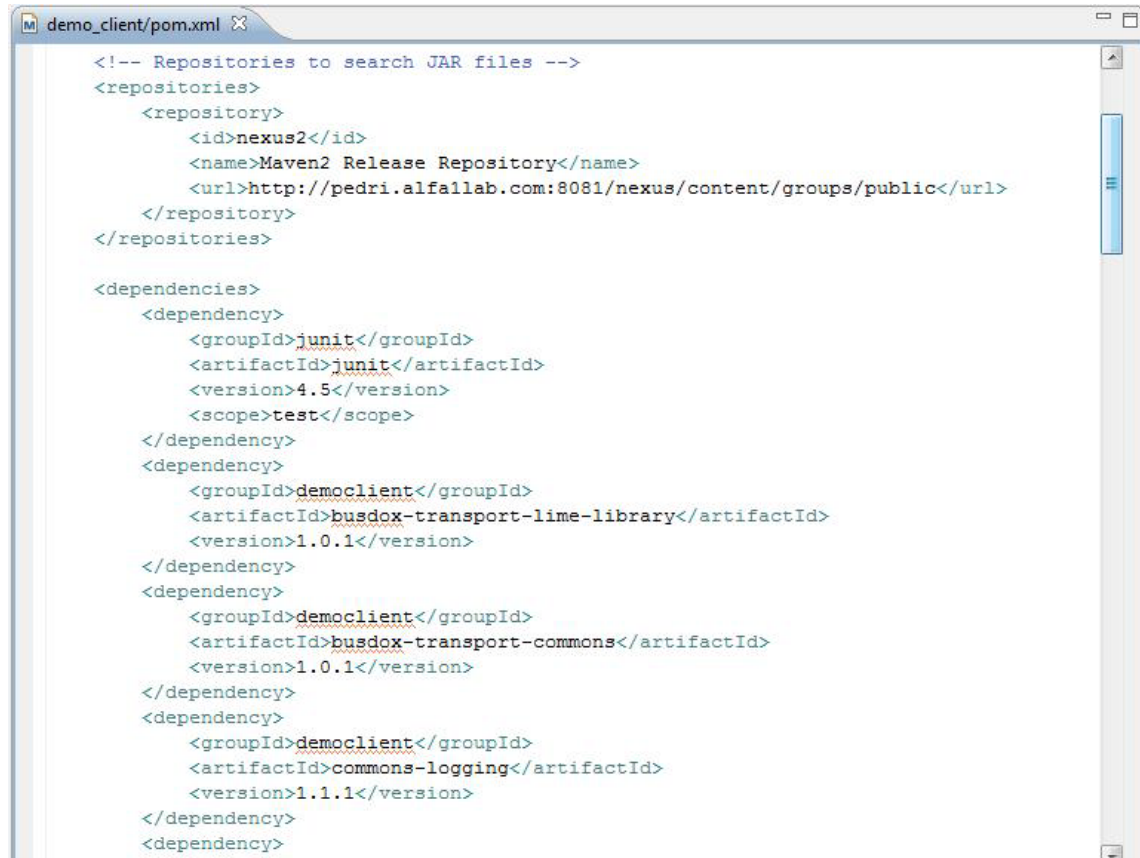 demo_client/pom.xml
<!-- Repositories to search JAR files -->
<repositories>
<repository>
<id>nexus2</id>
<name>Maven2 Release Repository</name>
<url>http://pedri.alfa1lab.com:8081/nexus/content/groups/public</url>
</repository>
</repositories>
<dependencies>
<dependency>
<groupId>junit</groupId>
<artifactId>junit</artifactId>
<version>4.5</version>
<scope>test</scope>
</dependency>
<dependency>
<groupId>democlient</groupId>
<artifactId>busdox-transport-lime-library</artifactId>
<version>1.0.1</version>
</dependency>
<dependency>
<groupId>democlient</groupId>
<artifactId>busdox-transport-commons</artifactId>
<version>1.0.1</version>
</dependency>
<dependency>
<groupId>democlient</groupId>
<artifactId>commons-logging</artifactId>
<version>1.1.1</version>
</dependency>
<dependency>